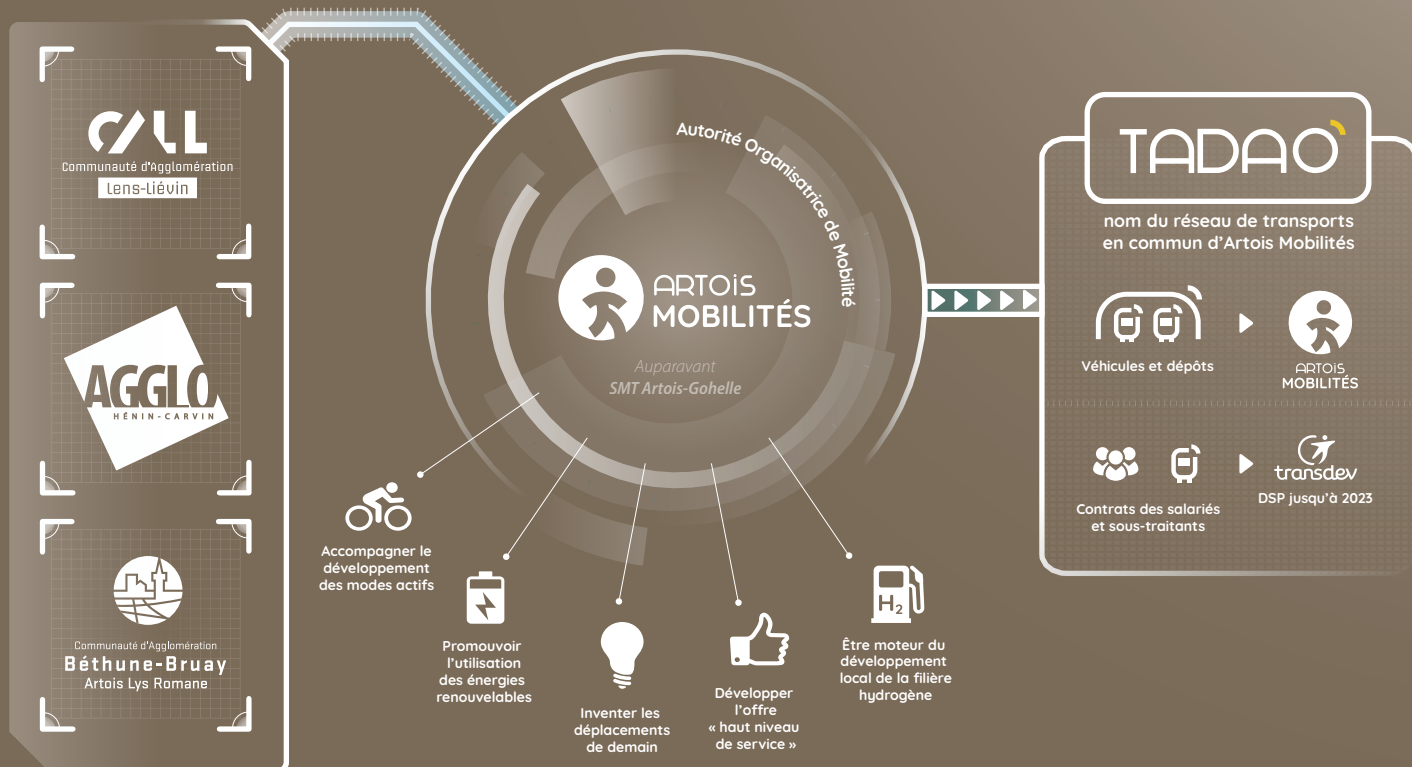 CALL
Communauté d'Agglomération
Lens-Liévin
AGGLO
HÉNIN-CARVIN
Communauté d'Agglomération
Béthune-Bruay
Artois Lys Romane
Autorité Organisatrice de Mobilité
ARTOiS
MOBILITÉS
Auparavant
SMT Artois-Gohelle
Accompagner le
développement
des modes actifs
Promouvoir
l'utilisation
des énergies
renouvelables
Inventer les
déplacements
de demain
Développer
l'offre
« haut niveau
de service »
H₂
Être moteur du
développement
local de la filière
hydrogène
TADAO
nom du réseau de transports
en commun d'Artois Mobilités
Véhicules et dépôts
ARTOiS
MOBILITÉS
Contrats des salariés
et sous-traitants
transdev
DSP jusqu'à 2023